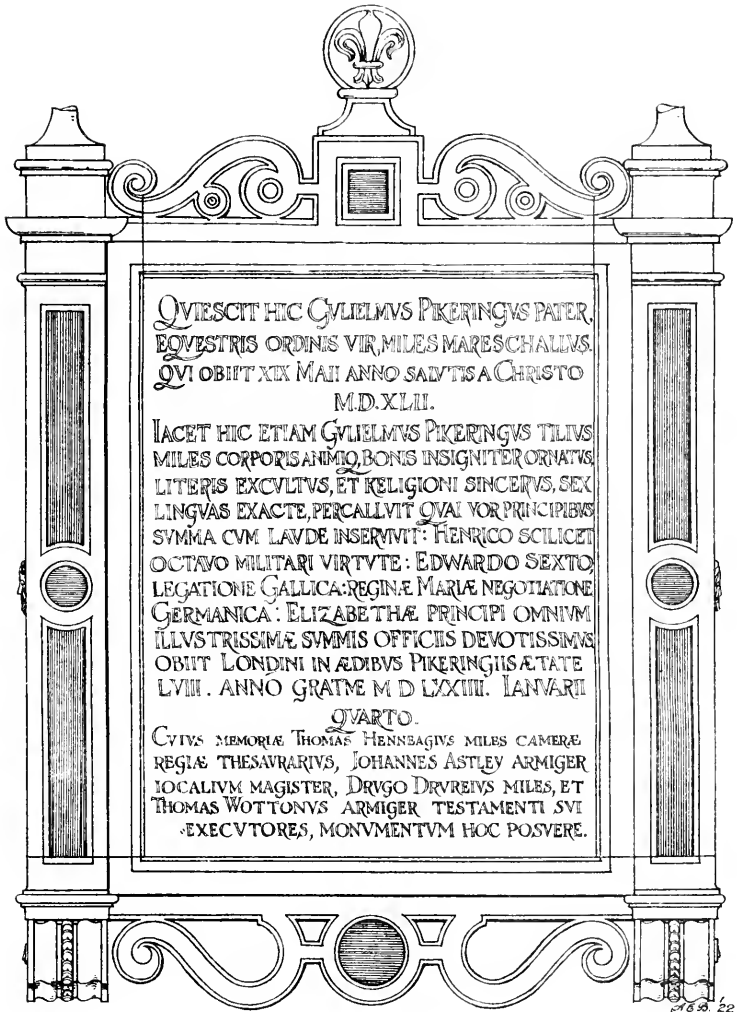 QVIESCIT HIC GVLIELMVS PIKERINGVS PATER,
EQVESTRIS ORDINIS VIR, MILES MARESCHALLVS.
QVI OBIIT XIX MAII ANNO SALVTIS A CHRISTO
M.D.XLII.
IACET HIC ETIAM GVLIELMVS PIKERINGVS TILIVS
MILES CORPORIS ANIMIQ, BONIS INSIGNITER ORNATVS,
LITERIS EXCVLTVS, ET RELIGIONI SINCERVS, SEX
LINGVAS EXACTE, PERCALLVIT QVAI VOR PRINCIPIBVS
SVMMA CVM LAVDE INSERVIVIT: HENRICO SCILICET
OCTAVO MILITARI VIRTVTE: EDWARDO SEXTO,
LEGATIONE GALLICA: REGINÆ MARIÆ NEGOTIATIONE
GERMANICA: ELIZABETHÆ PRINCIPI OMNIVM
ILLVSTRISSIMÆ SVMMIS OFFICIIS DEVOTISSIMVS
OBIIT LONDINI IN ÆDIBVS PIKERINGIIS ÆTATE
LVIII. ANNO GRATIÆ M D LXXIIII. IANVARII
QVARTO.
CVIVS MEMORIÆ THOMAS HENNEAGIVS MILES CAMERÆ
REGIÆ THESAVRARIVS, IOHANNES ASTLEY ARMIGER
IOCALIVM MAGISTER, DRVGO DRVREIVS MILES, ET
THOMAS WOTTONVS ARMIGER TESTAMENTI SVI
EXECVTORES, MONVMENTVM HOC POSVERE.
22